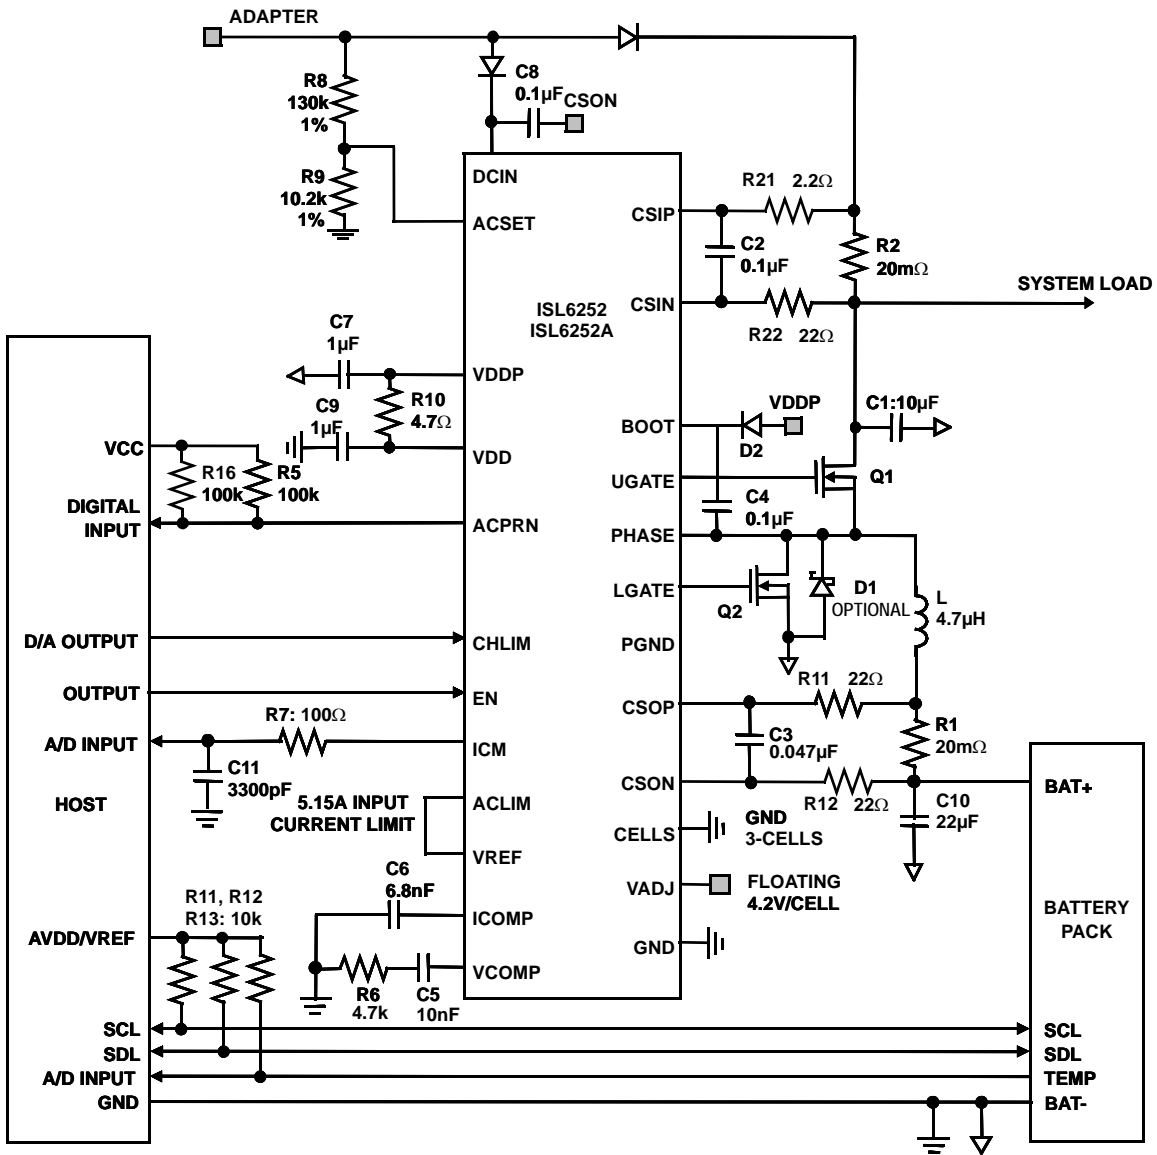 ADAPTER
R8
130k
1%
C8
0.1µF
CSON
R9
10.2k
1%
DCIN
ACSET
R21 2.2Ω
CSIP
C2
0.1µF
R2
20mΩ
SYSTEM LOAD
CSIN
ISL6252
ISL6252A
R22 22Ω
C7
1µF
VDDP
R10
4.7Ω
C9
1µF
VDD
BOOT
VDDP
D2
C1:10µF
VCC
R16
100k
R5
100k
UGATE
Q1
DIGITAL
INPUT
ACPRN
C4
0.1µF
PHASE
LGATE
Q2
D1
OPTIONAL
L
4.7µH
D/A OUTPUT
CHLIM
PGND
OUTPUT
EN
R11 22Ω
CSOP
R7: 100Ω
A/D INPUT
ICM
C3
0.047µF
R1
20mΩ
C11
3300pF
CSON
R12 22Ω
BAT+
HOST
5.15A INPUT
CURRENT LIMIT
ACLIM
C10
22µF
CELLS
GND
3-CELLS
VREF
C6
6.8nF
VADJ
FLOATING
4.2V/CELL
R11, R12
R13: 10k
ICOMP
BATTERY
PACK
AVDD/VREF
GND
VCOMP
R6
4.7k
C5
10nF
SCL
SCL
SDL
SDL
A/D INPUT
TEMP
GND
BAT-